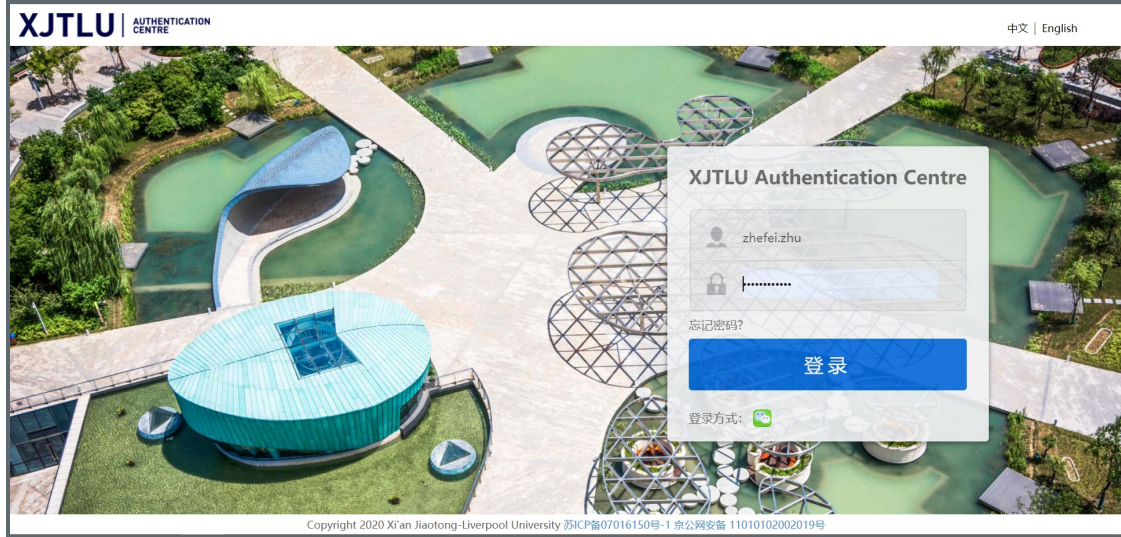 XJTLU | AUTHENTICATION CENTRE
中文 | English
XJTLU Authentication Centre
zhefei.zhu
••••••••••••
忘记密码?
登录
登录方式:
Copyright 2020 Xi'an Jiaotong-Liverpool University 苏ICP备07016150号-1 京公网安备 11010102002019号